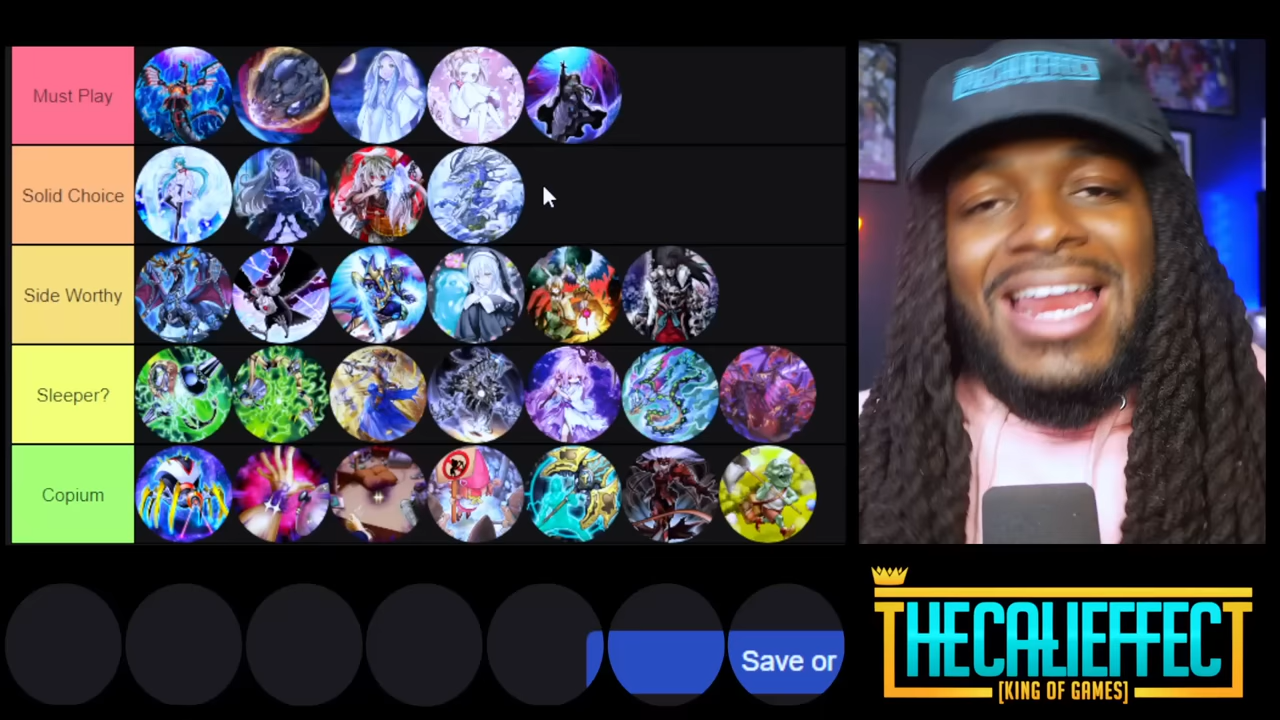 Must Play
Solid Choice
Side Worthy
Sleeper?
Copium
Save or
THECALIEFFECT
[KING OF GAMES]